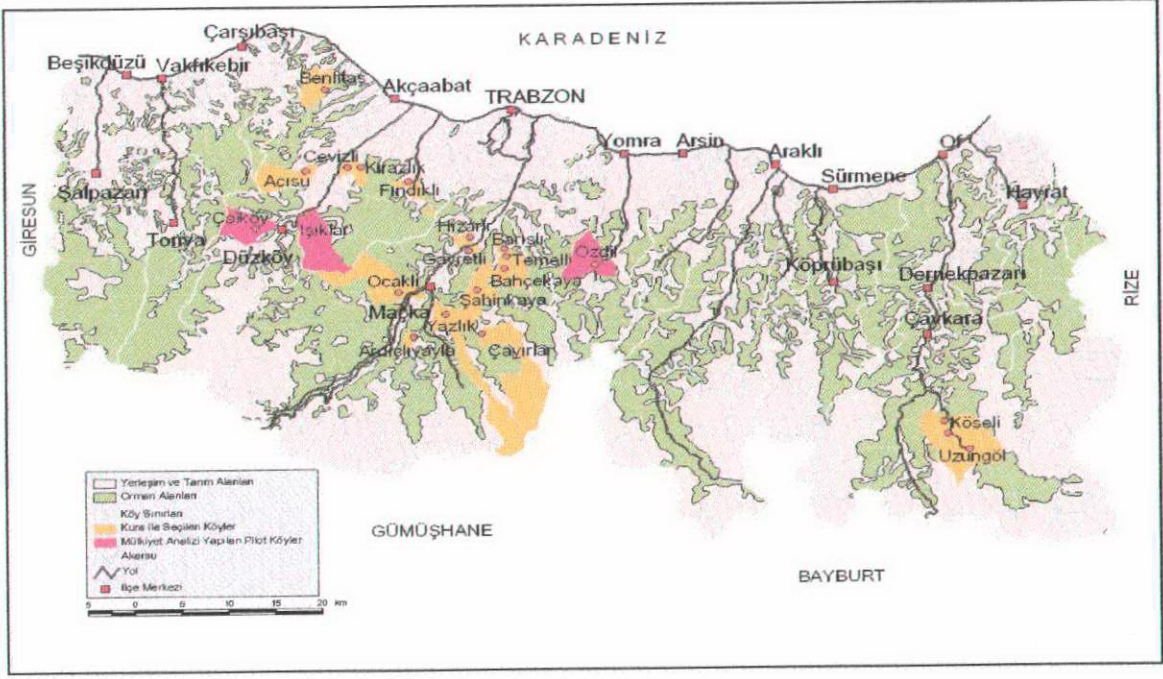 KARADENİZ
Çarşıbaşı
Beşikdüzü
Vakfıkebir
Benlitaş
Akçaabat
TRABZON
Yomra
Arsin
Araklı
Of
Sürmene
Hayrat
Cevizli
Kirazlık
Acısu
Fındıklı
Şalpazarı
GİRESUN
Tonya
Çalköy
Işıklar
Düzköy
Hızarlı
Barışlı
Gayretli
Temelli
Özdil
Ocaklı
Bahçekaya
Maçka
Şahinkaya
Yazlık
Ardıçlıyayla
Çayırlar
Köprübaşı
Dernekpazarı
Çaykara
RİZE
Köseli
Uzungöl
GÜMÜŞHANE
BAYBURT
Yerleşim ve Tarım Alanları
Orman Alanları
Köy Sınırları
Kura ile Seçilen Köyler
Mülkiyet Analizi Yapılan Pilot Köyler
Akarsu
Yol
İlçe Merkezi
5 0 5 10 15 20 km